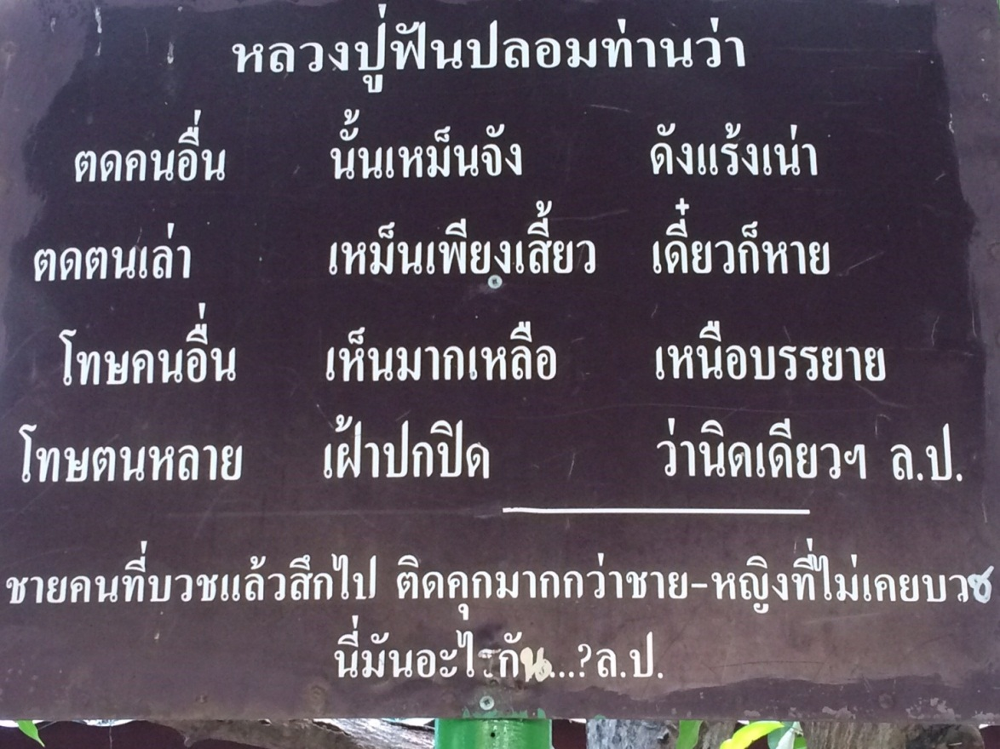 หลวงปู่ฟันปลอมท่านว่า
ตดคนอื่น นั้นเหม็นจัง ดังแร้งเน่า
ตดตนเล่า เหม็นเพียงเสี้ยว เดี๋ยวก็หาย
โทษคนอื่น เห็นมากเหลือ เหนือบรรยาย
โทษตนหลาย เฝ้าปกปิด ว่านิดเดียวฯ ล.ป.
ชายคนที่บวชแล้วสึกไป ติดคุกมากกว่าชาย-หญิงที่ไม่เคยบวช
นี่มันอะไรกัน...?ล.ป.